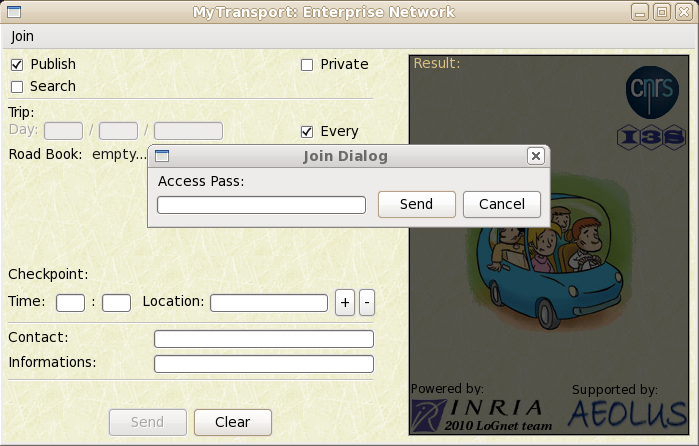 MyTransport: Enterprise Network
Join
Publish
Private
Search
Trip:
Day: / /
Every
Road Book: empty...
Join Dialog
Access Pass:
Send
Cancel
Checkpoint:
Time: : Location: + -
Contact:
Informations:
Send
Clear
Result:
cnrs
I3S
Powered by:
INRIA
2010 LoGnet team
Supported by:
AEOLUS